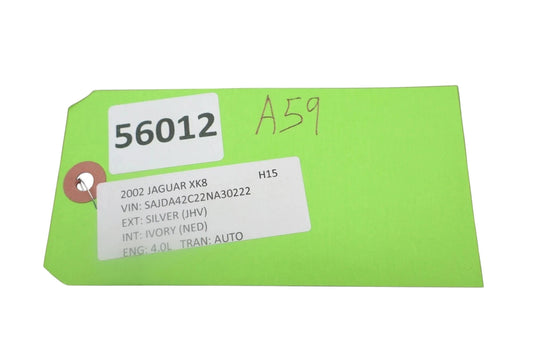 56012
A59
2002 JAGUAR XK8 H15
VIN: SAJDA42C22NA30222
EXT: SILVER (JHV)
INT: IVORY (NED)
ENG: 4.0L TRAN: AUTO